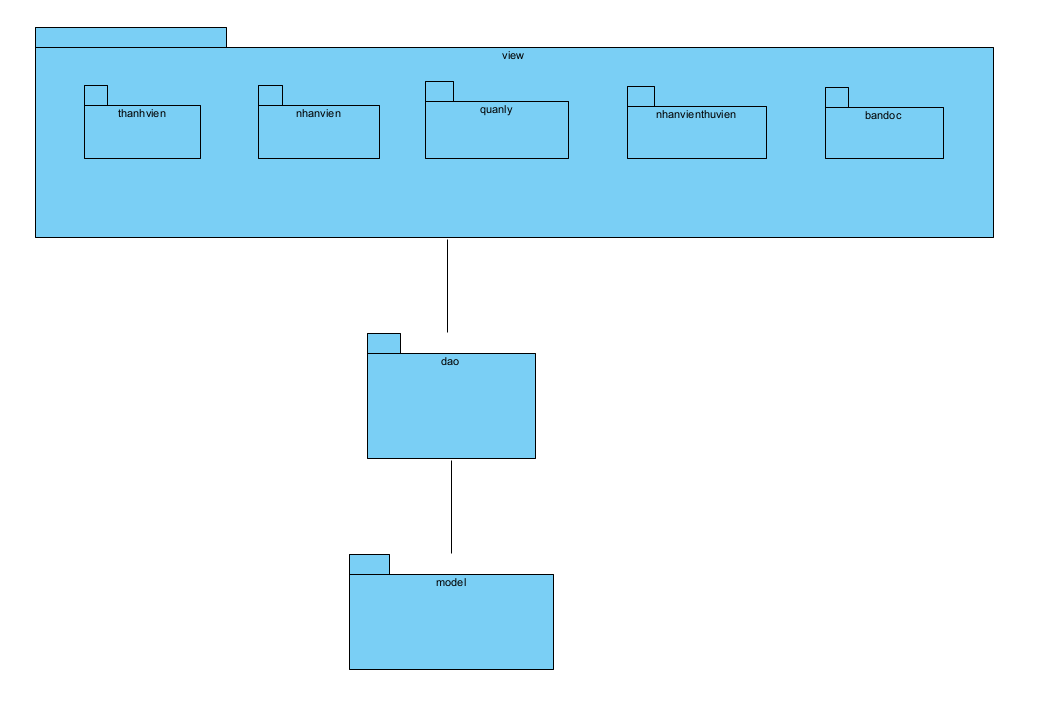 view
thanhvien
nhanvien
quanly
nhanvienthuvien
bandoc
dao
model